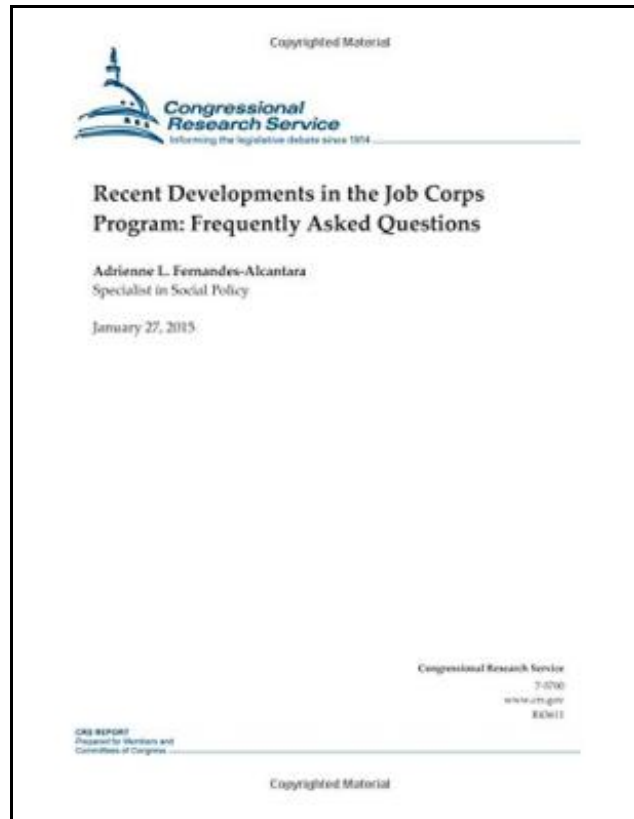 Copyrighted Material
Congressional
Research Service
Informing the legislative debate since 1914
Recent Developments in the Job Corps
Program: Frequently Asked Questions
Adrienne L. Fernandes-Alcantara
Specialist in Social Policy
January 27, 2015
Congressional Research Service
7-5700
www.crs.gov
CRS REPORT
Prepared for Members and
Committees of Congress
Copyrighted Material